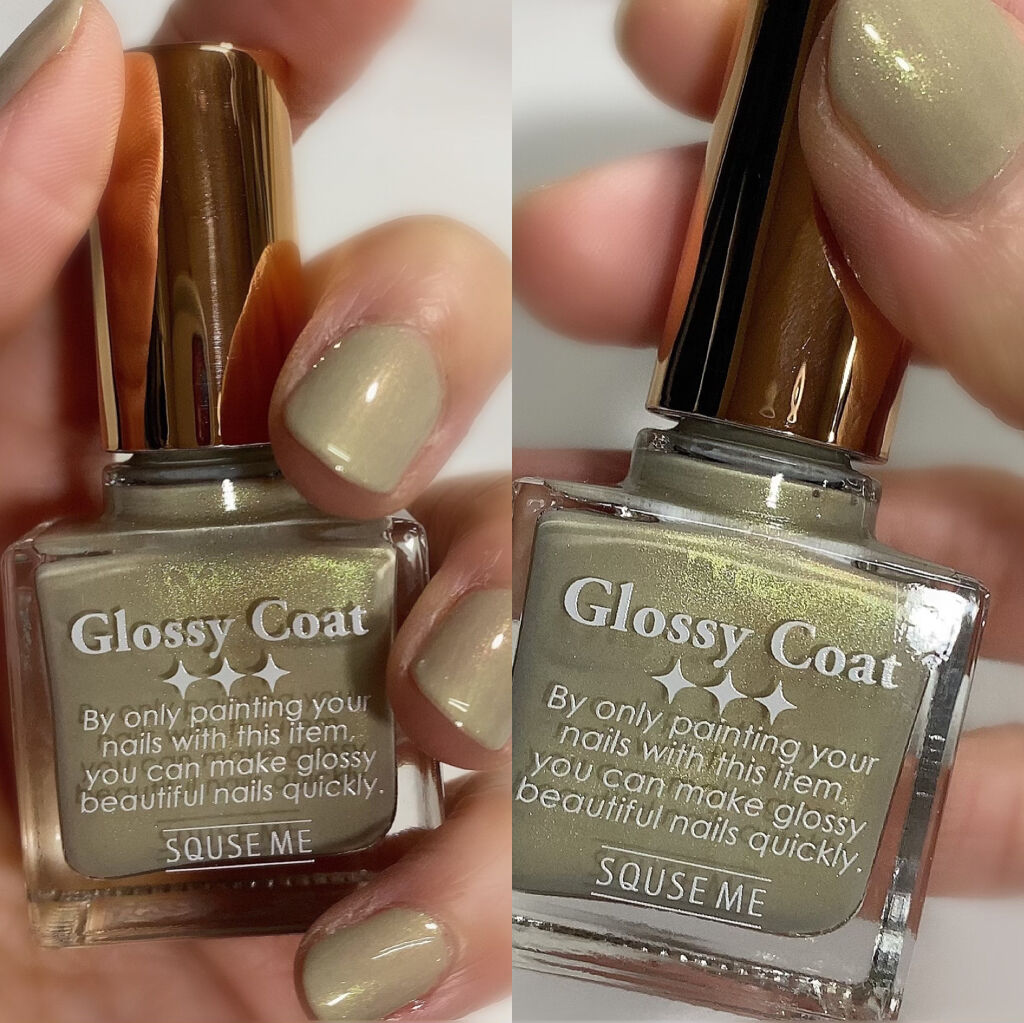 Glossy Coat
By only painting your
nails with this item,
you can make glossy
beautiful nails quickly.
SQUSE ME
Glossy Coat
By only painting your
nails with this item,
you can make glossy
beautiful nails quickly.
SQUSE ME